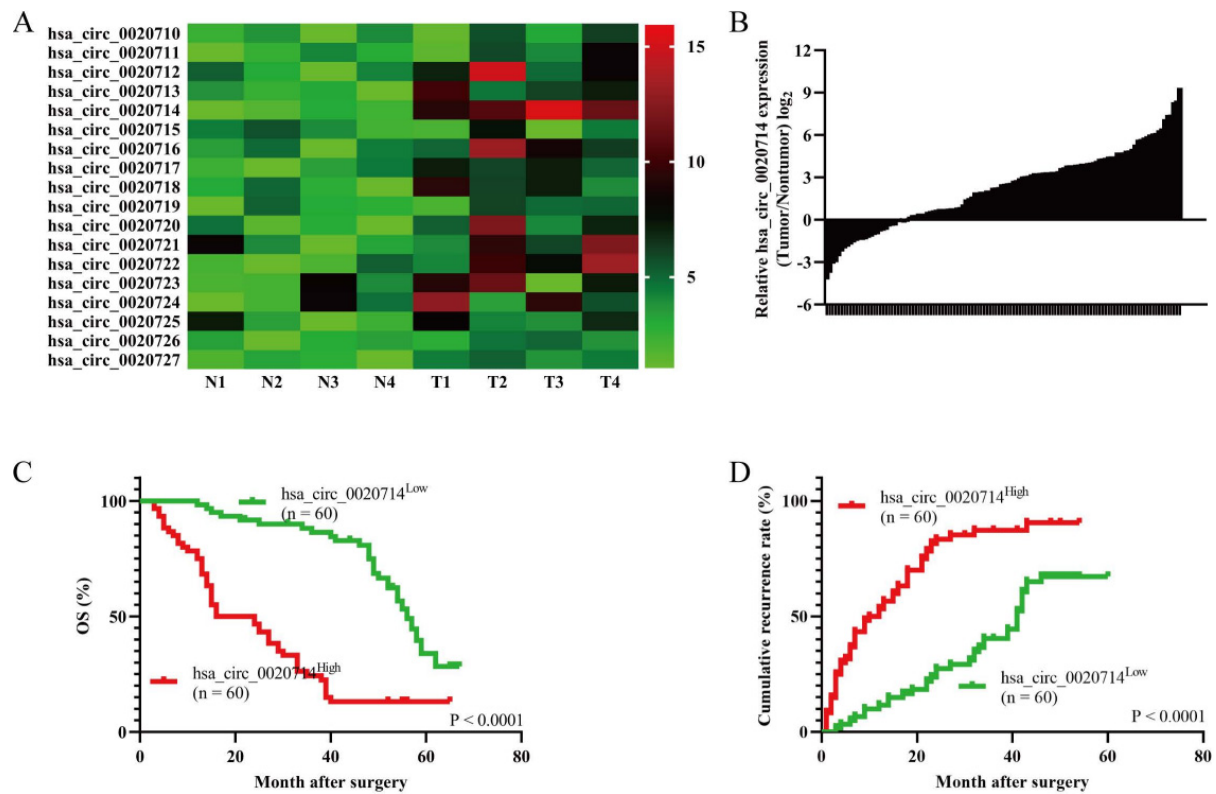 A
hsa_circ_0020710
hsa_circ_0020711
hsa_circ_0020712
hsa_circ_0020713
hsa_circ_0020714
hsa_circ_0020715
hsa_circ_0020716
hsa_circ_0020717
hsa_circ_0020718
hsa_circ_0020719
hsa_circ_0020720
hsa_circ_0020721
hsa_circ_0020722
hsa_circ_0020723
hsa_circ_0020724
hsa_circ_0020725
hsa_circ_0020726
hsa_circ_0020727
N1 N2 N3 N4 T1 T2 T3 T4
15
10
5
B
Relative hsa_circ_0020714 expression
(Tumor/Nontumor) log2
12
9
6
3
0
-3
-6
C
OS (%)
100
50
0
hsa_circ_0020714Low
(n = 60)
hsa_circ_0020714High
(n = 60)
P < 0.0001
0 20 40 60 80
Month after surgery
D
Cumulative recurrence rate (%)
100
50
0
hsa_circ_0020714High
(n = 60)
hsa_circ_0020714Low
(n = 60)
P < 0.0001
0 20 40 60 80
Month after surgery